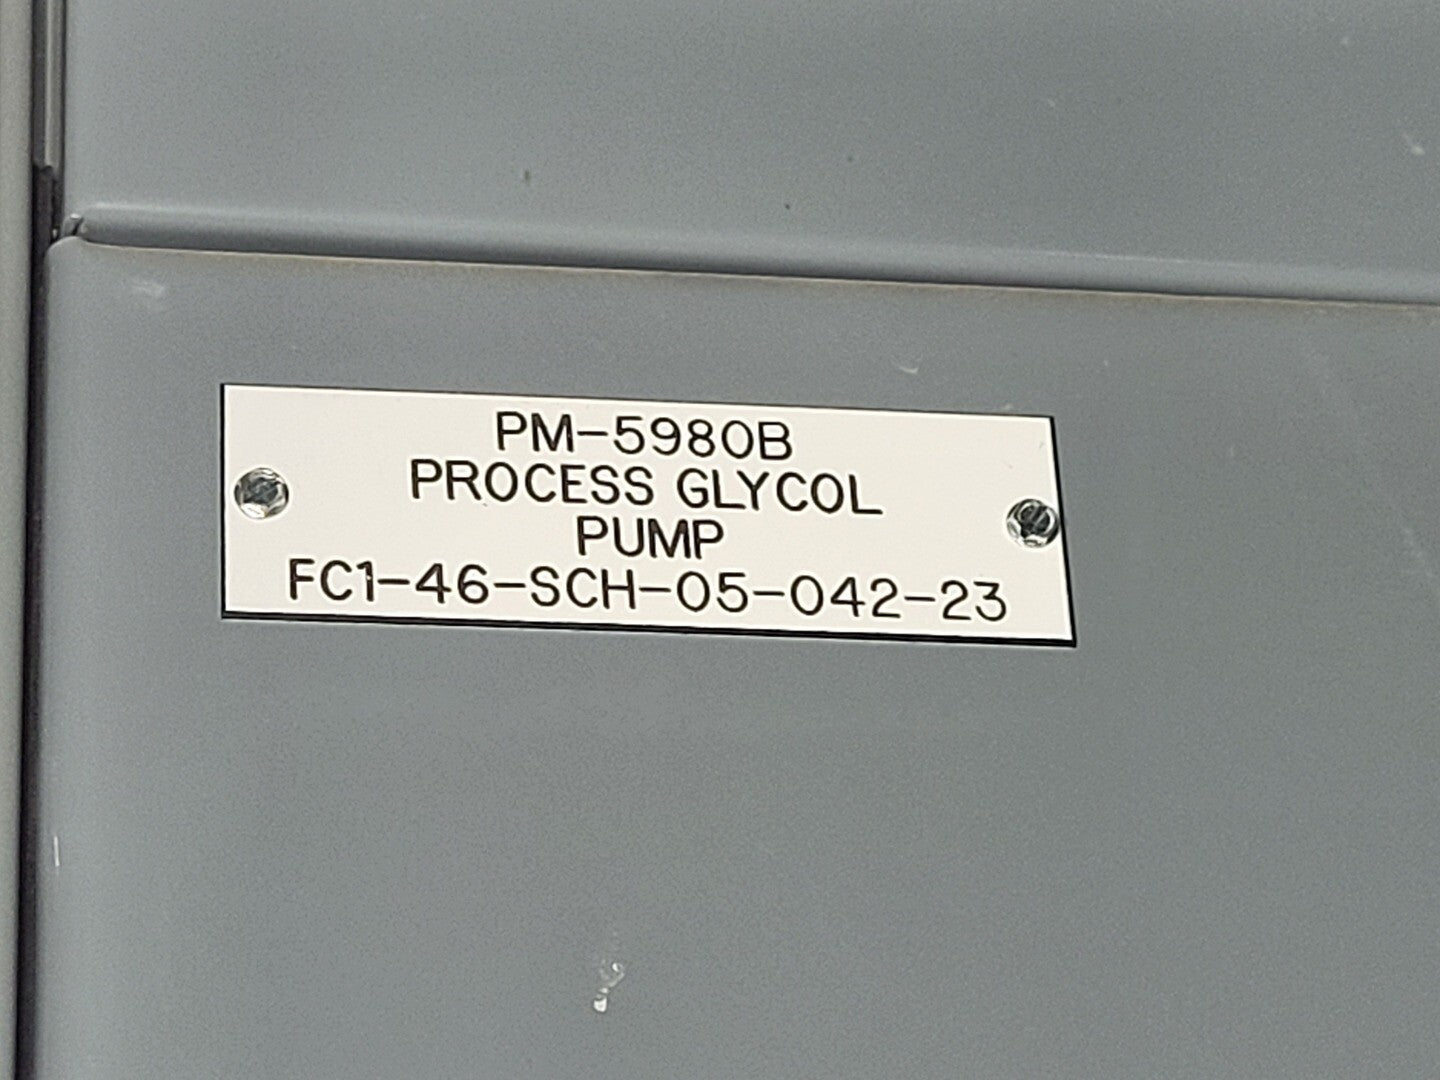 PM-5980B
PROCESS GLYCOL
PUMP
FC1-46-SCH-05-042-23